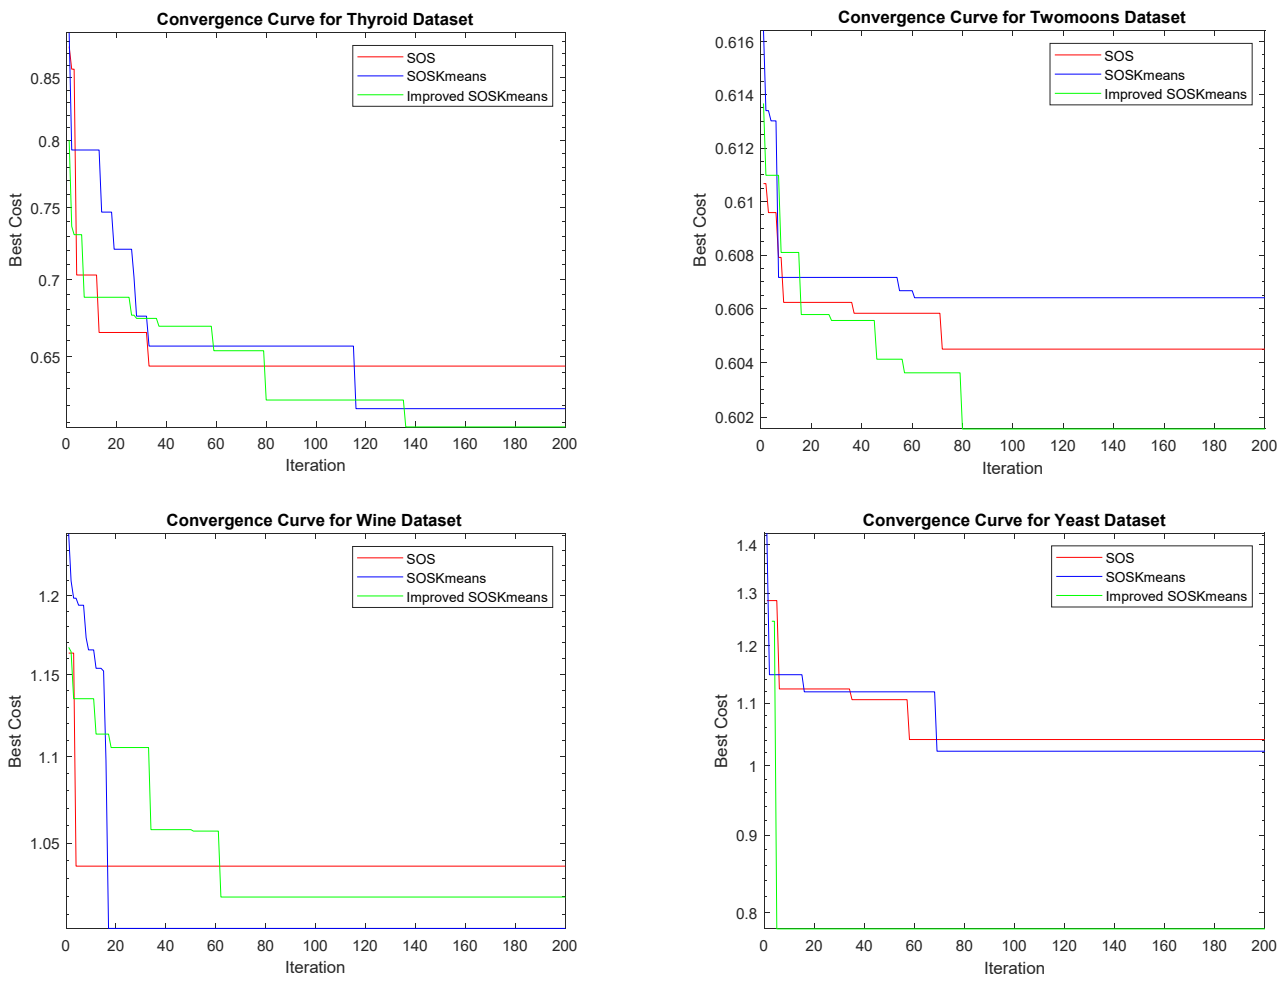 Convergence Curve for Thyroid Dataset
SOS
SOSKmeans
Improved SOSKmeans
0.85
0.8
0.75
0.7
0.65
Best Cost
0 20 40 60 80 100 120 140 160 180 200
Iteration
Convergence Curve for Twomoons Dataset
SOS
SOSKmeans
Improved SOSKmeans
0.616
0.614
0.612
0.61
0.608
0.606
0.604
0.602
Best Cost
0 20 40 60 80 100 120 140 160 180 200
Iteration
Convergence Curve for Wine Dataset
SOS
SOSKmeans
Improved SOSKmeans
1.2
1.15
1.1
1.05
Best Cost
0 20 40 60 80 100 120 140 160 180 200
Iteration
Convergence Curve for Yeast Dataset
SOS
SOSKmeans
Improved SOSKmeans
1.4
1.3
1.2
1.1
1
0.9
0.8
Best Cost
0 20 40 60 80 100 120 140 160 180 200
Iteration